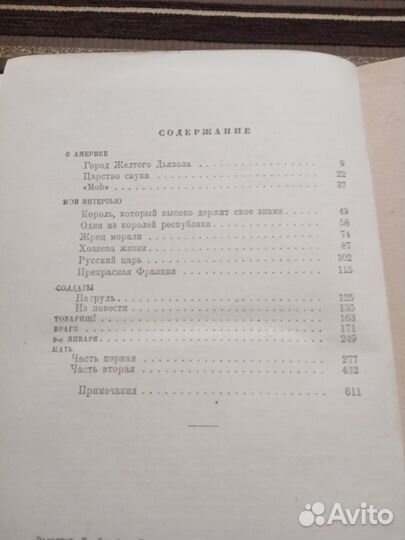 СОДЕРЖАНИЕ
О АМЕРИКЕ
Город Желтого Дьявола . . . . . . . . . . . . . . . 9
Царство скуки . . . . . . . . . . . . . . . . . . . 22
«Mob» . . . . . . . . . . . . . . . . . . . . . . . 37
МОИ ИНТЕРВЬЮ
Король, который высоко держит свое знамя . . . . . 49
Один из королей республики . . . . . . . . . . . . 58
Жрец морали . . . . . . . . . . . . . . . . . . . . 74
Хозяева жизни . . . . . . . . . . . . . . . . . . . 87
Русский царь . . . . . . . . . . . . . . . . . . . 102
Прекрасная Франция . . . . . . . . . . . . . . . . 115
СОЛДАТЫ
Патруль . . . . . . . . . . . . . . . . . . . . . . 125
Из повести . . . . . . . . . . . . . . . . . . . . 135
ТОВАРИЩ! . . . . . . . . . . . . . . . . . . . . . 163
ВРАГИ . . . . . . . . . . . . . . . . . . . . . . . 171
9-е ЯНВАРЯ . . . . . . . . . . . . . . . . . . . . 249
МАТЬ
Часть первая . . . . . . . . . . . . . . . . . . . 277
Часть вторая . . . . . . . . . . . . . . . . . . . 432
Примечания . . . . . . . . . . . . . . . . . . . . 611
Avito